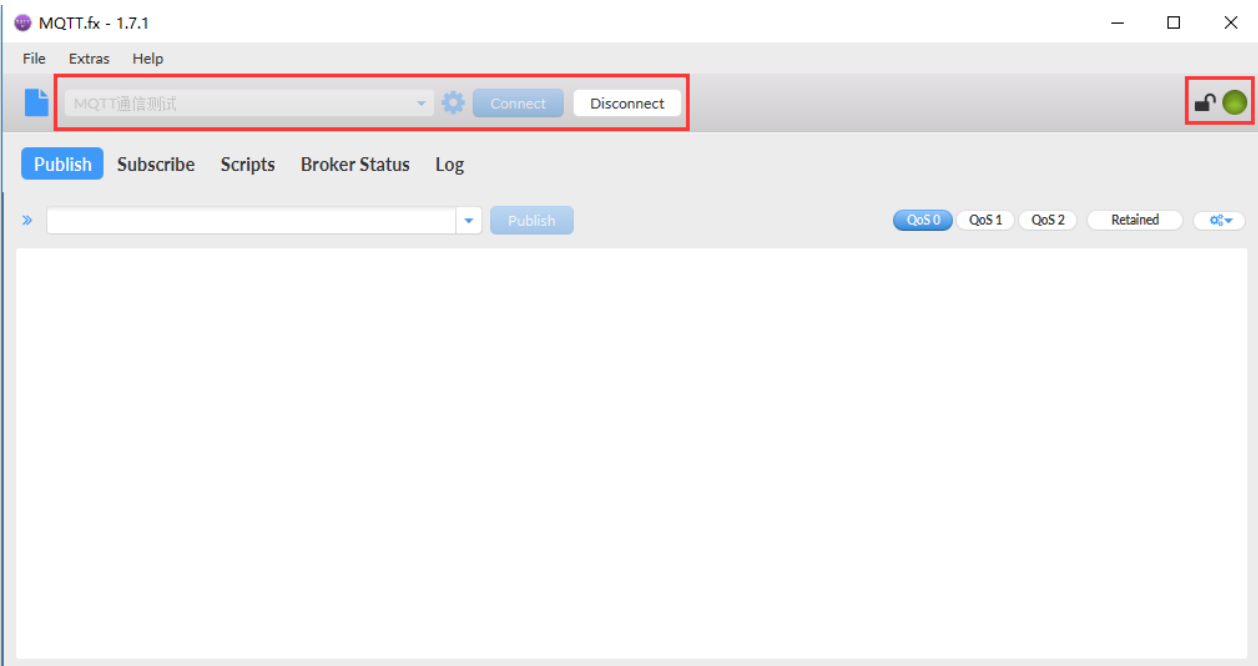 MQTT.fx - 1.7.1
File Extras Help
MQTT通信测试 Connect Disconnect
Publish Subscribe Scripts Broker Status Log
Publish QoS 0 QoS 1 QoS 2 Retained